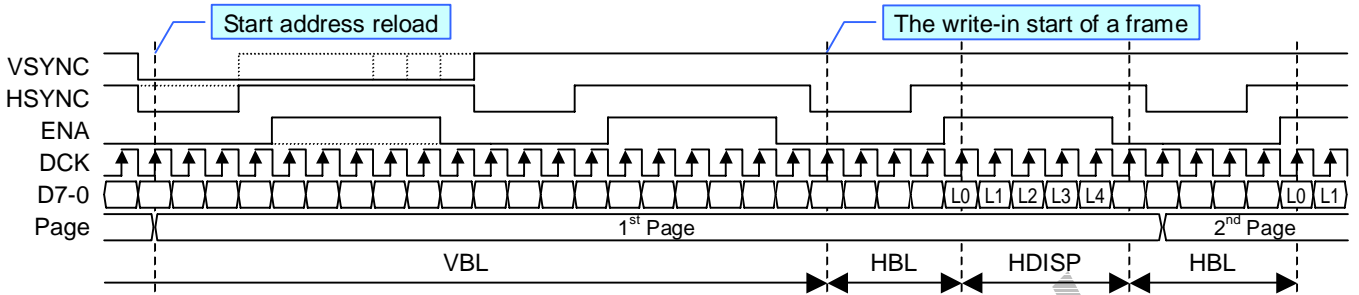 Start address reload
The write-in start of a frame
VSYNC
HSYNC
ENA
DCK
D7-0 L0 L1 L2 L3 L4 L0 L1
Page 1st Page 2nd Page
VBL HBL HDISP HBL